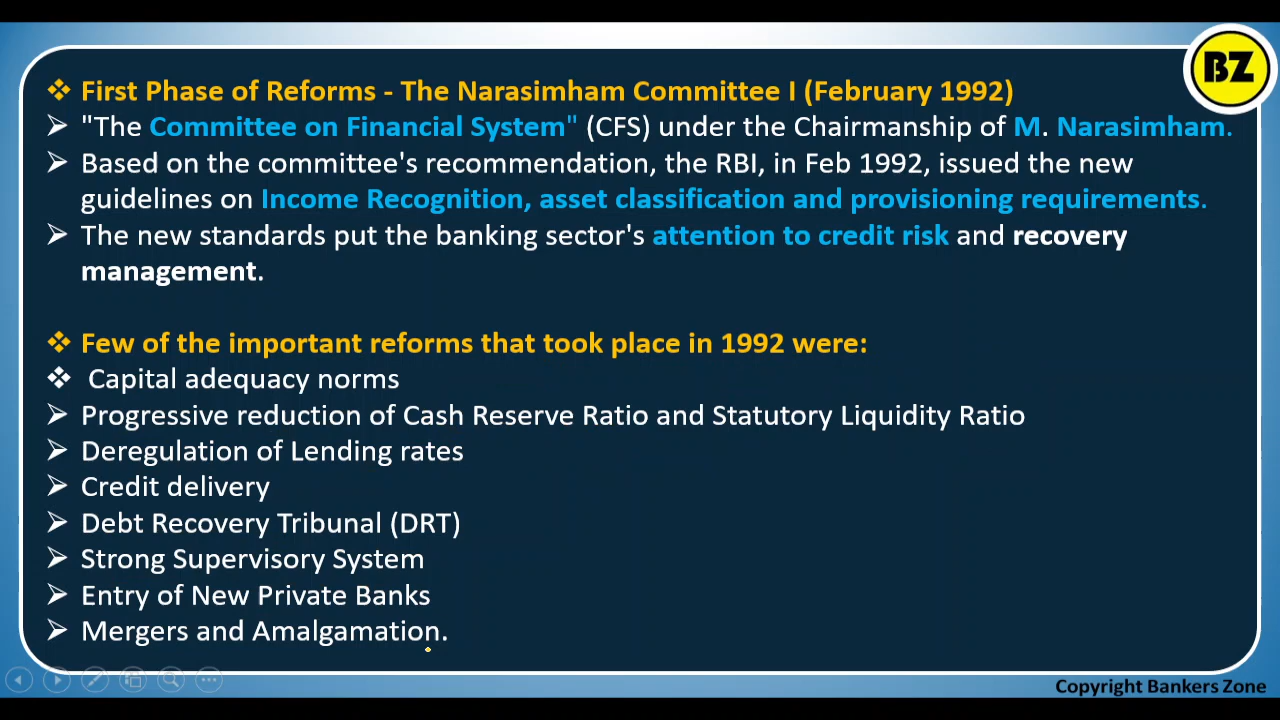 BZ
❖ First Phase of Reforms - The Narasimham Committee I (February 1992)
➢ "The Committee on Financial System" (CFS) under the Chairmanship of M. Narasimham.
➢ Based on the committee's recommendation, the RBI, in Feb 1992, issued the new
guidelines on Income Recognition, asset classification and provisioning requirements.
➢ The new standards put the banking sector's attention to credit risk and recovery
management.
❖ Few of the important reforms that took place in 1992 were:
❖ Capital adequacy norms
➢ Progressive reduction of Cash Reserve Ratio and Statutory Liquidity Ratio
➢ Deregulation of Lending rates
➢ Credit delivery
➢ Debt Recovery Tribunal (DRT)
➢ Strong Supervisory System
➢ Entry of New Private Banks
➢ Mergers and Amalgamation.
Copyright Bankers Zone